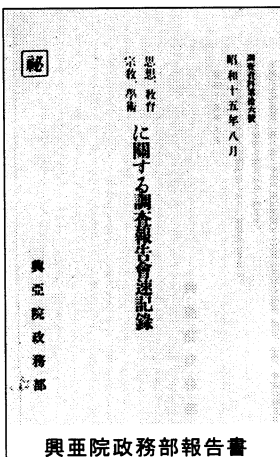 昭和十五年八月
思想、教育
宗教、學術
に關する調査報告會速記錄
祕
興亞院政務部
興亜院政務部報告書